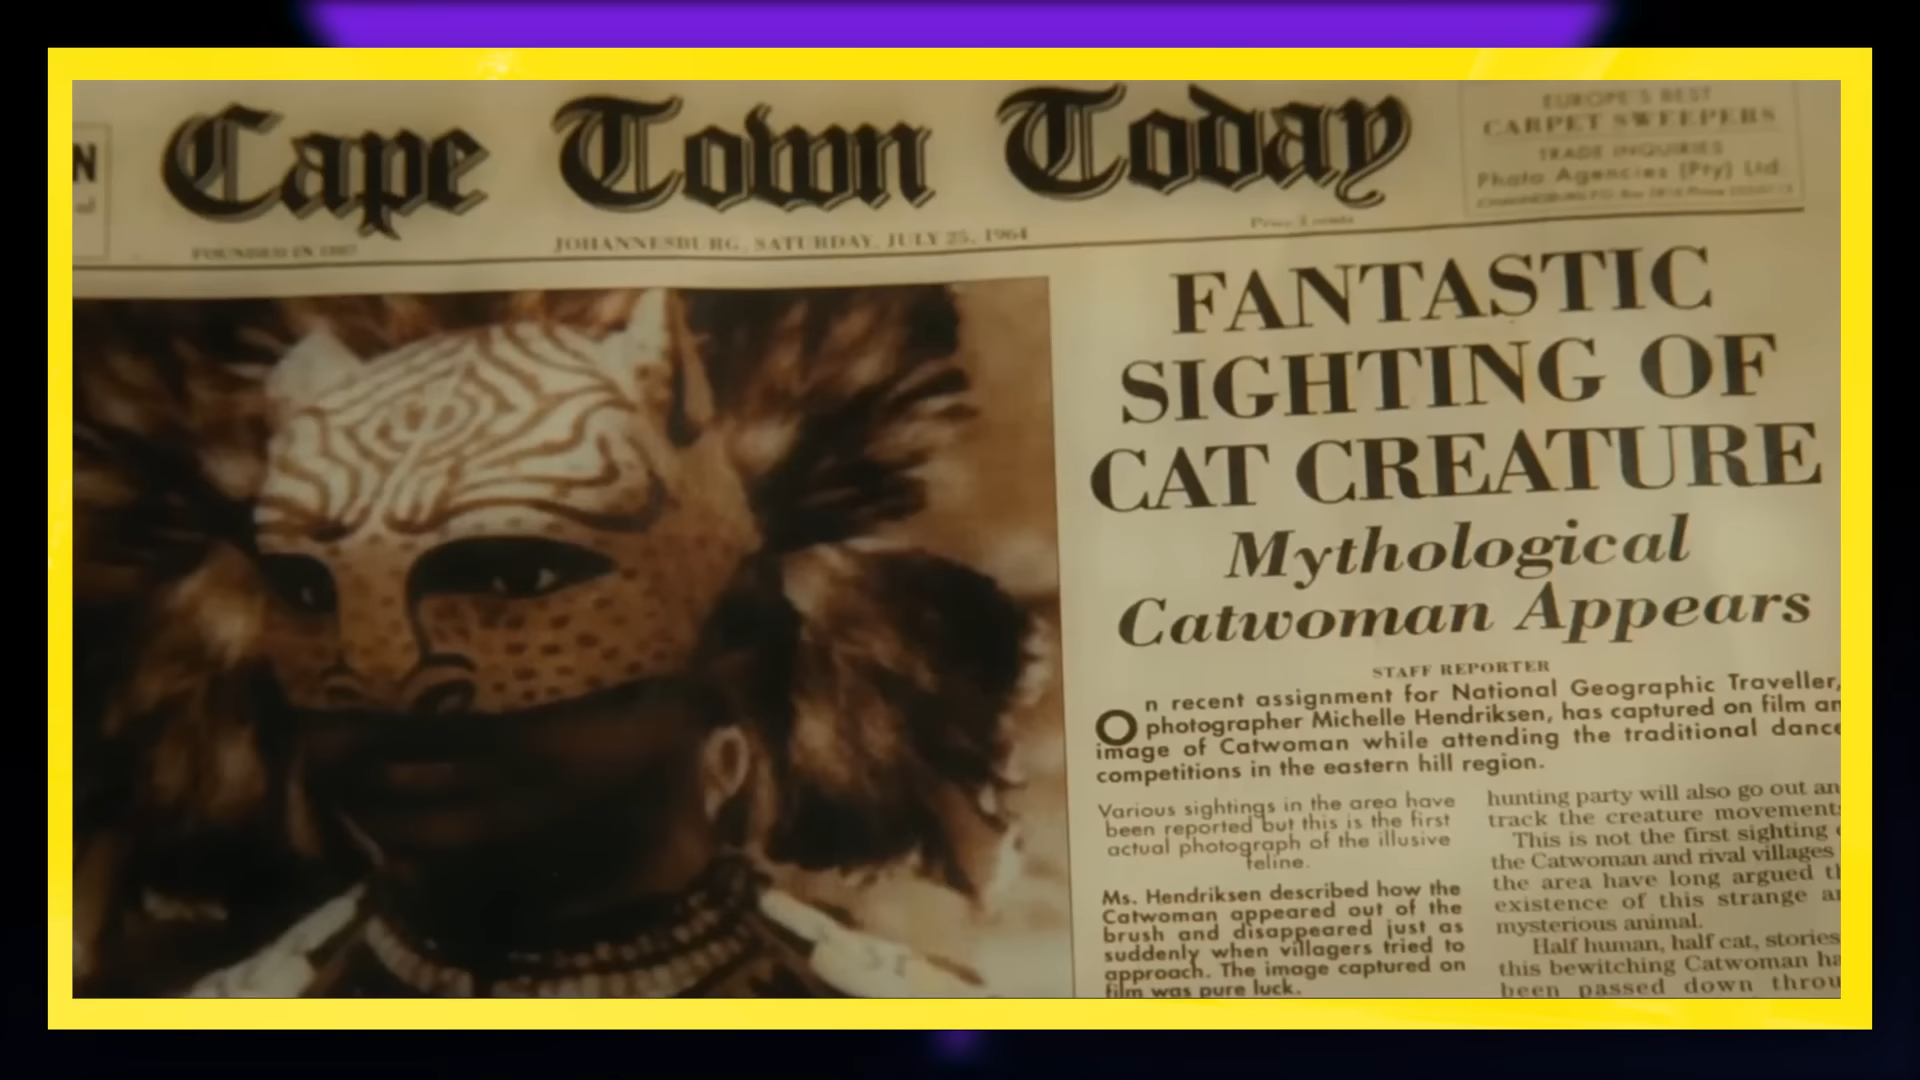 N
Cape Town Today
EUROPE'S BEST
CARPET SWEEPERS
TRADE INQUIRIES
Photo Agencies (Pty) Ltd.
FOUNDED IN
JOHANNESBURG, SATURDAY, JULY 25, 1964
Price
FANTASTIC
SIGHTING OF
CAT CREATURE
Mythological
Catwoman Appears
STAFF REPORTER
On recent assignment for National Geographic Traveller,
photographer Michelle Hendriksen, has captured on film an
image of Catwoman while attending the traditional dance
competitions in the eastern hill region.
Various sightings in the area have
been reported but this is the first
actual photograph of the illusive
feline.
Ms. Hendriksen described how the
Catwoman appeared out of the
brush and disappeared just as
suddenly when villagers tried to
approach. The image captured on
film was pure luck.
hunting party will also go out an
track the creature movements
This is not the first sighting
the Catwoman and rival villages
the area have long argued th
existence of this strange an
mysterious animal.
Half human, half cat, stories
this bewitching Catwoman ha
been passed down throu